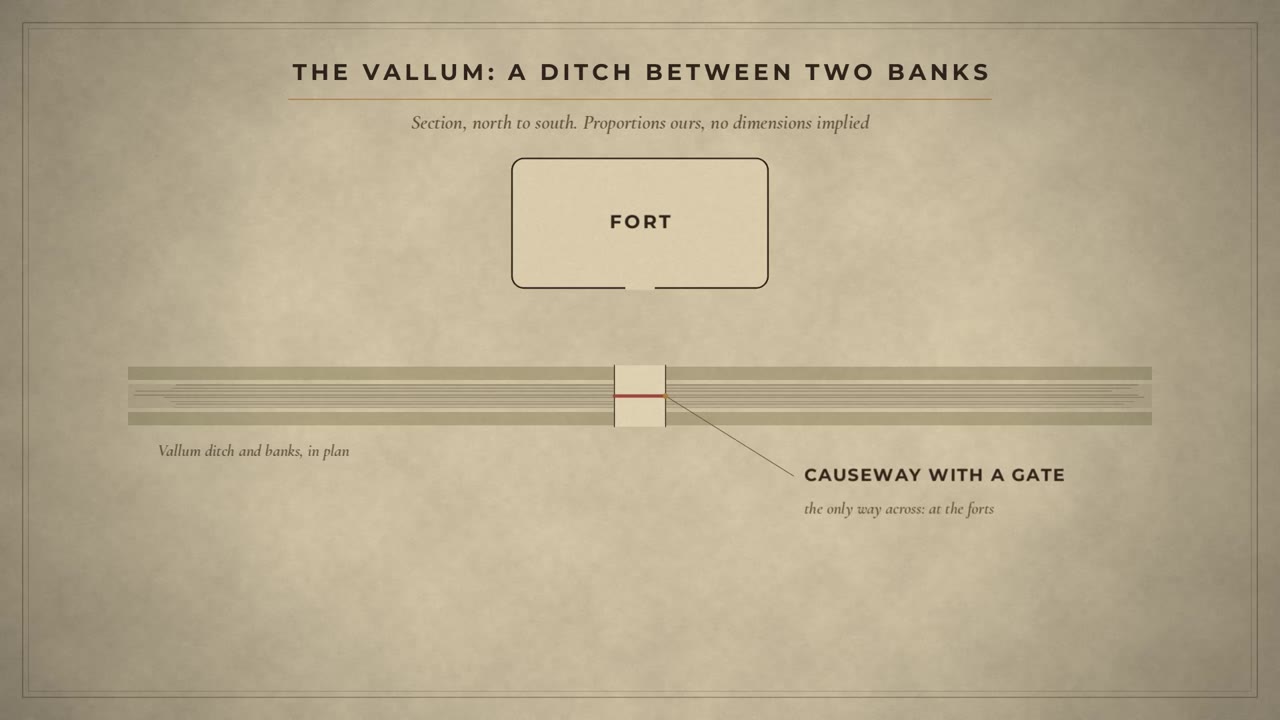 THE VALLUM: A DITCH BETWEEN TWO BANKS
Section, north to south. Proportions ours, no dimensions implied
FORT
Vallum ditch and banks, in plan
CAUSEWAY WITH A GATE
the only way across: at the forts